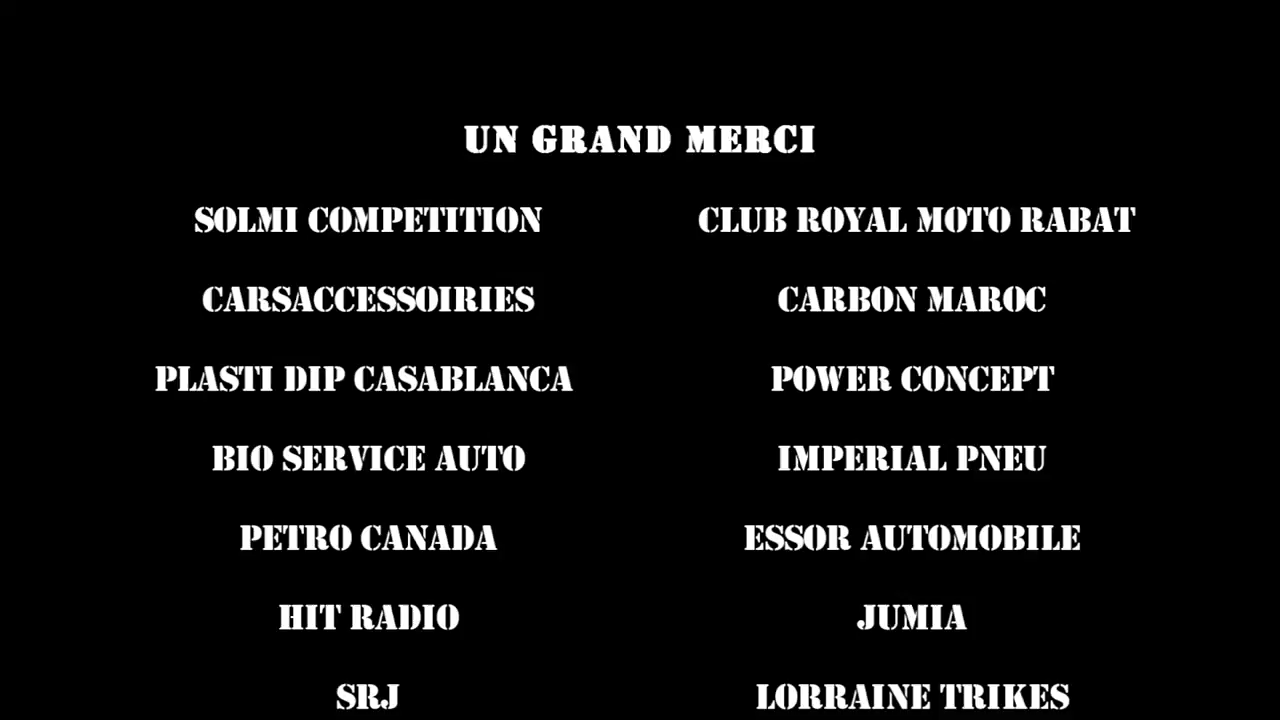 UN GRAND MERCI
SOLMI COMPETITION
CLUB ROYAL MOTO RABAT
CARSACCESSOIRIES
CARBON MAROC
PLASTI DIP CASABLANCA
POWER CONCEPT
BIO SERVICE AUTO
IMPERIAL PNEU
PETRO CANADA
ESSOR AUTOMOBILE
HIT RADIO
JUMIA
SRJ
LORRAINE TRIKES